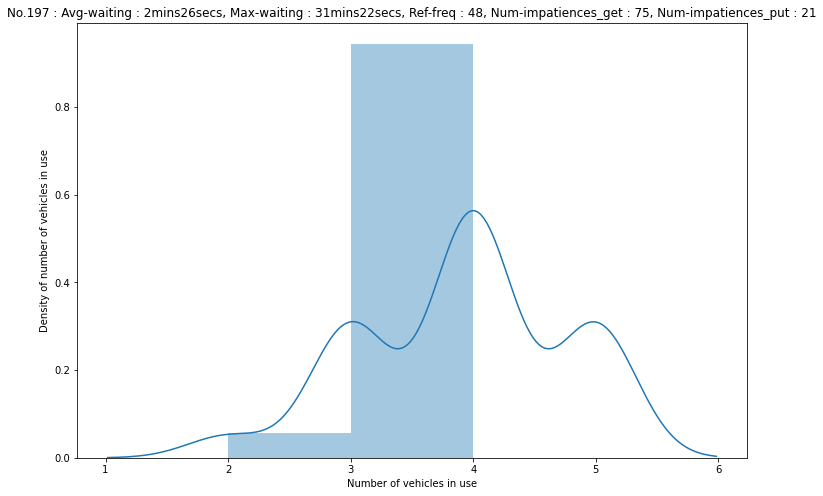 No.197 : Avg-waiting : 2mins26secs, Max-waiting : 31mins22secs, Ref-freq : 48, Num-impatiences_get : 75, Num-impatiences_put : 21
Density of number of vehicles in use
0.8
0.6
0.4
0.2
0.0
1 2 3 4 5 6
Number of vehicles in use